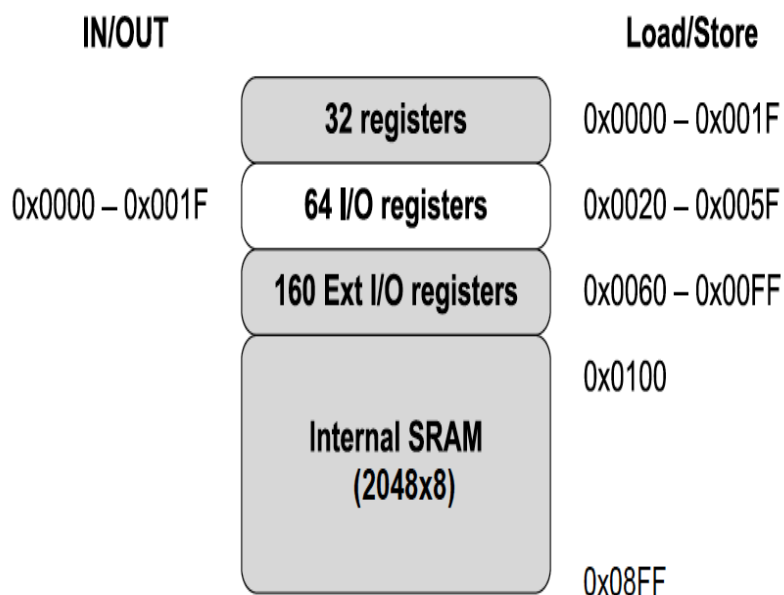 IN/OUT
Load/Store
32 registers
0x0000 – 0x001F
0x0000 – 0x001F
64 I/O registers
0x0020 – 0x005F
160 Ext I/O registers
0x0060 – 0x00FF
0x0100
Internal SRAM
(2048x8)
0x08FF